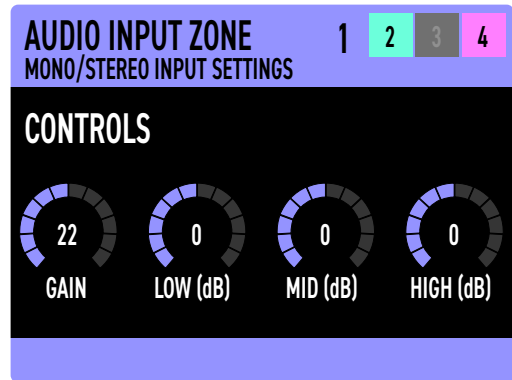 AUDIO INPUT ZONE 1 2 3 4
MONO/STEREO INPUT SETTINGS
CONTROLS
22 0 0 0
GAIN LOW (dB) MID (dB) HIGH (dB)